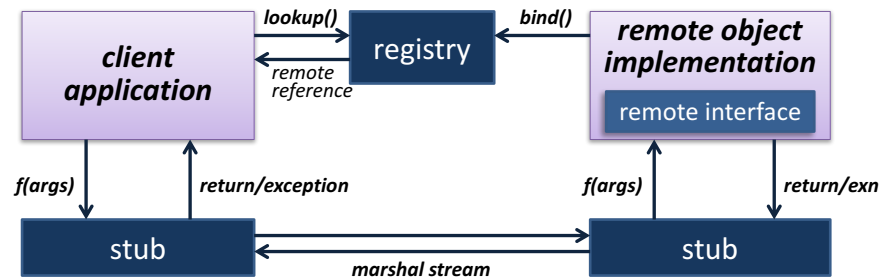 client
application
lookup()
remote
reference
registry
bind()
remote object
implementation
remote interface
f(args)
return/exception
f(args)
return/exn
stub
marshal stream
stub